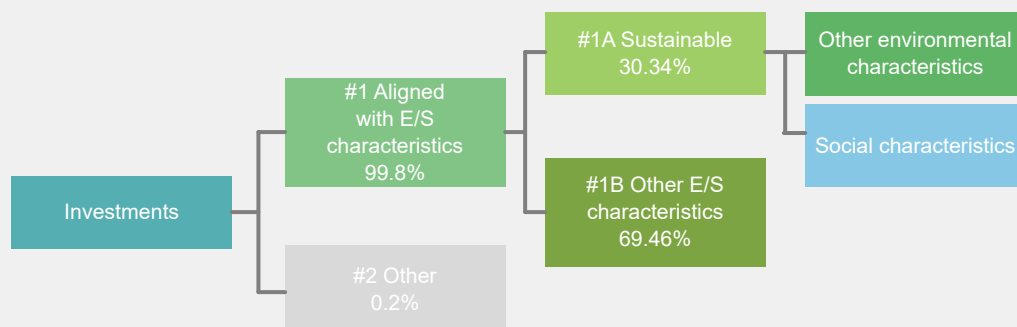 Investments
#1 Aligned
with E/S
characteristics
99.8%
#2 Other
0.2%
#1A Sustainable
30.34%
#1B Other E/S
characteristics
69.46%
Other environmental
characteristics
Social characteristics